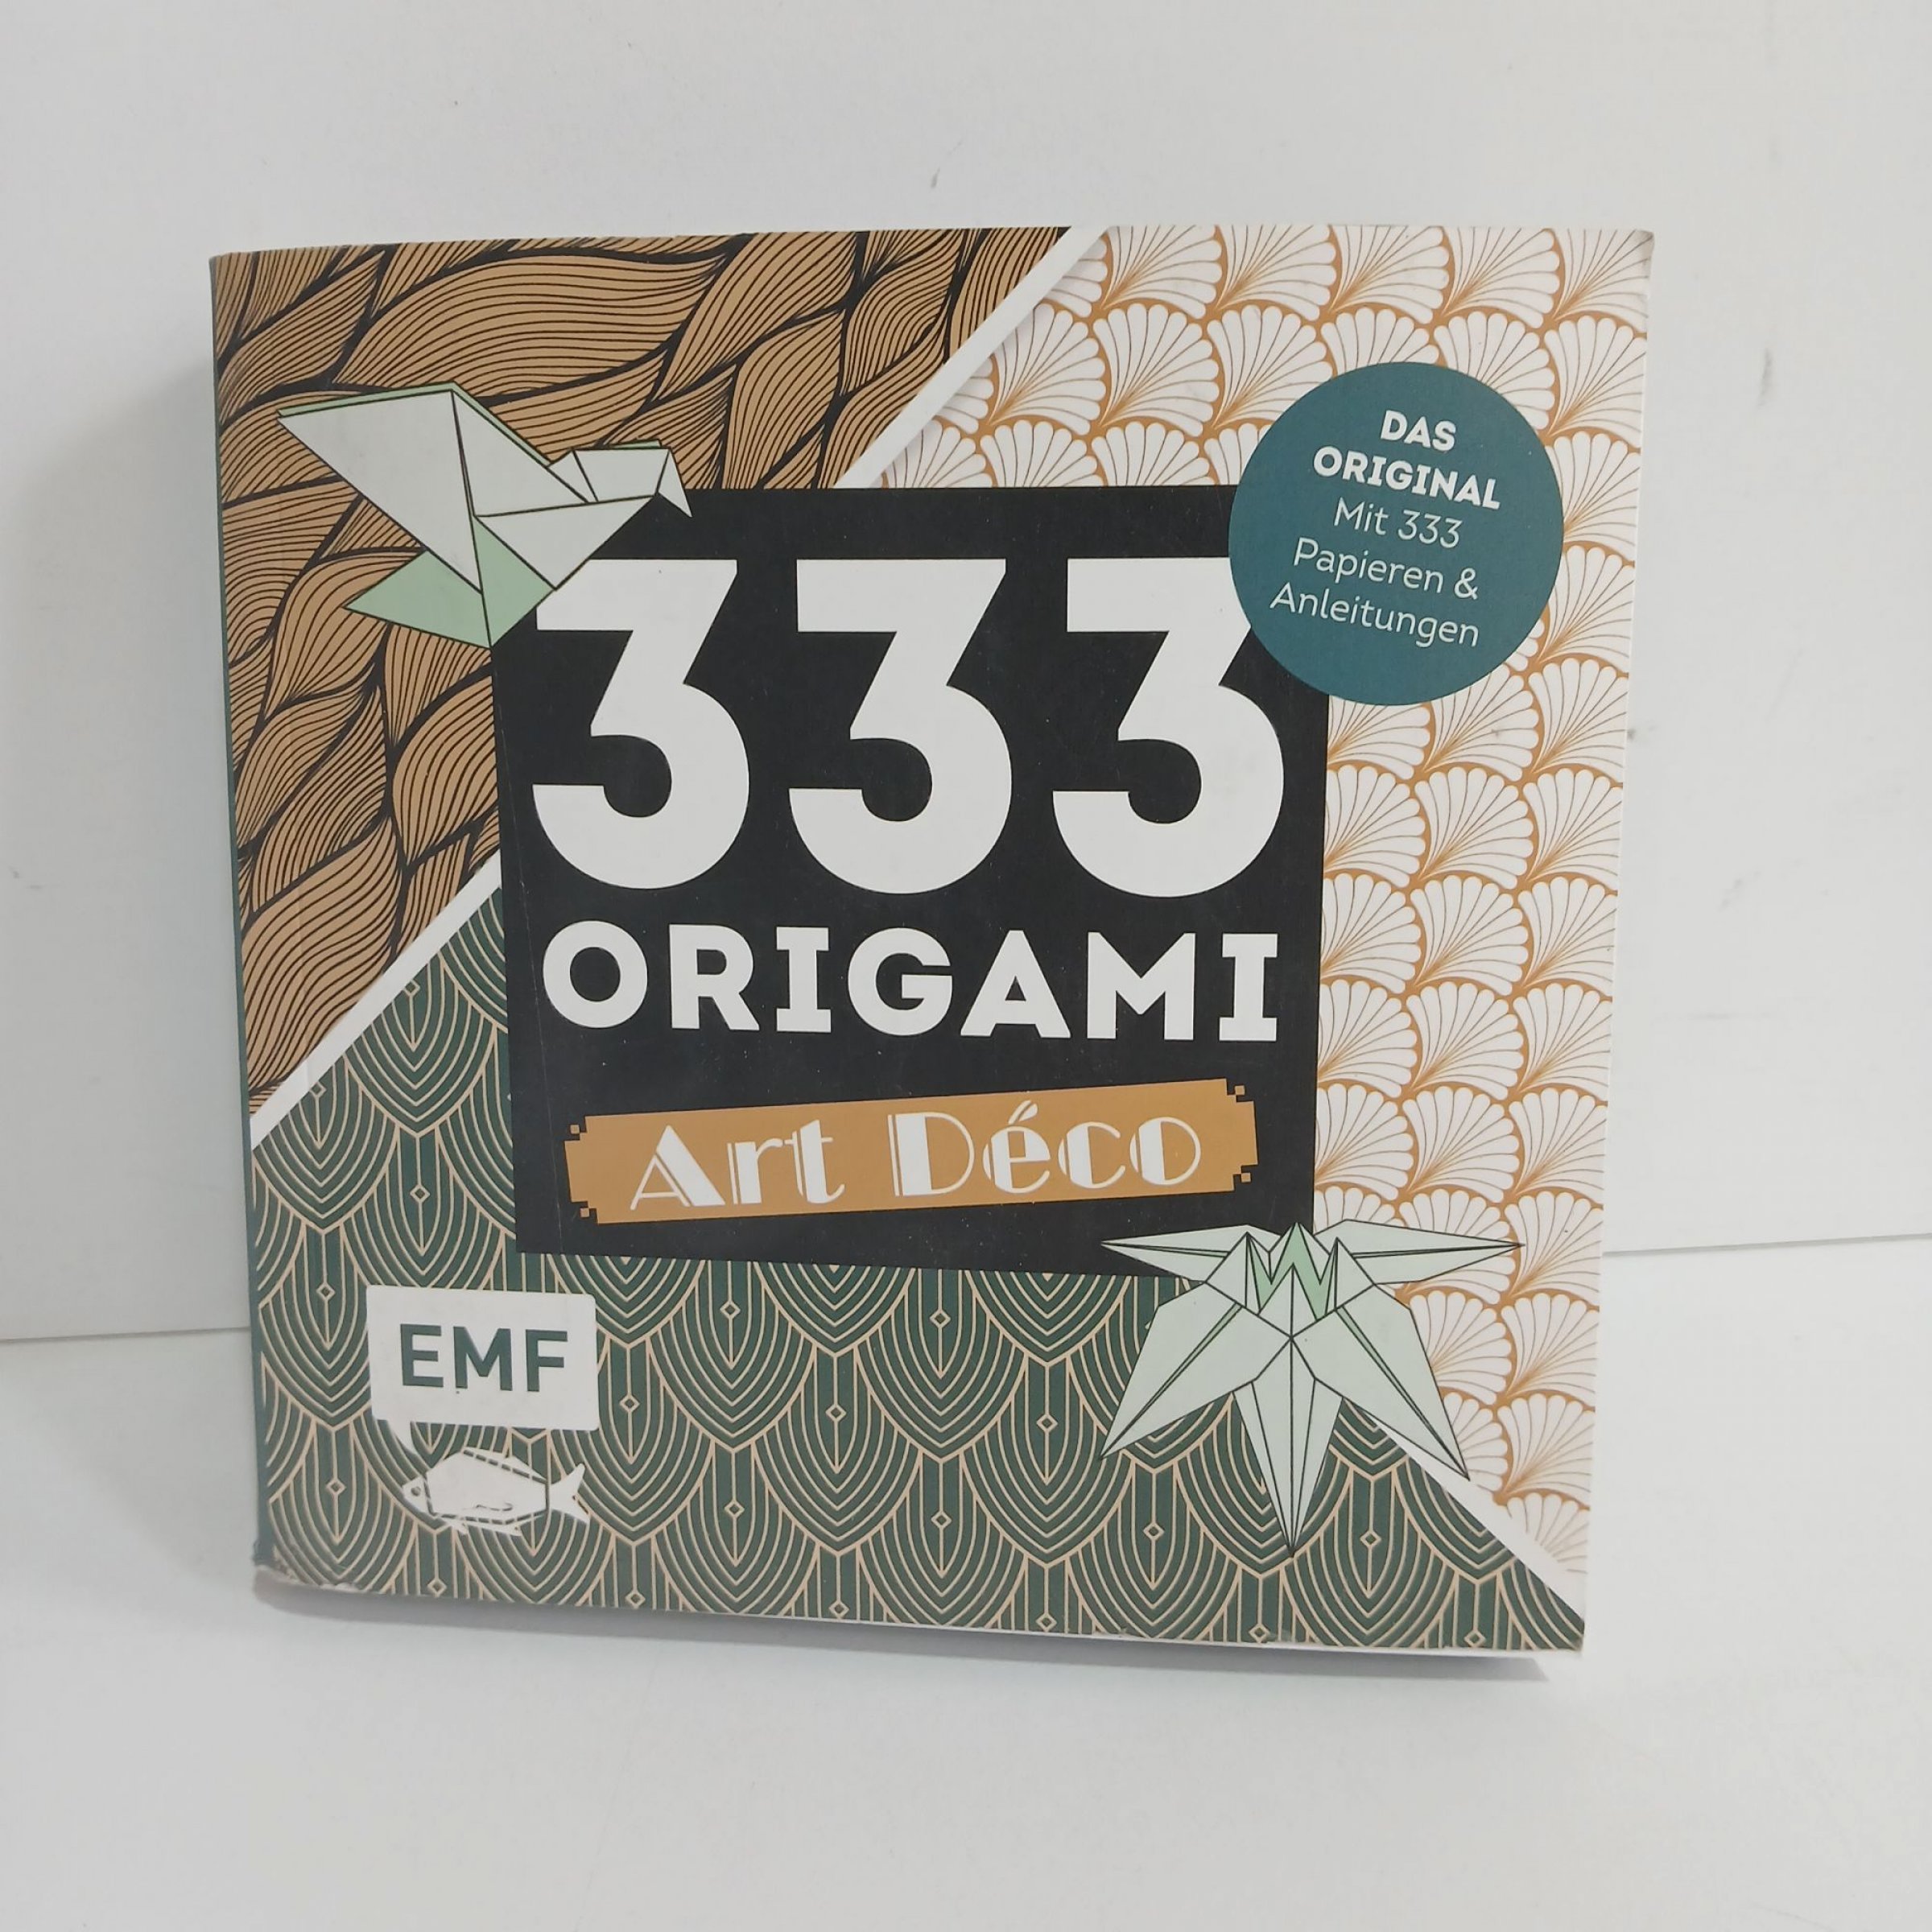 DAS
ORIGINAL
Mit 333
Papieren &
Anleitungen
333
ORIGAMI
Art Déco
EMF